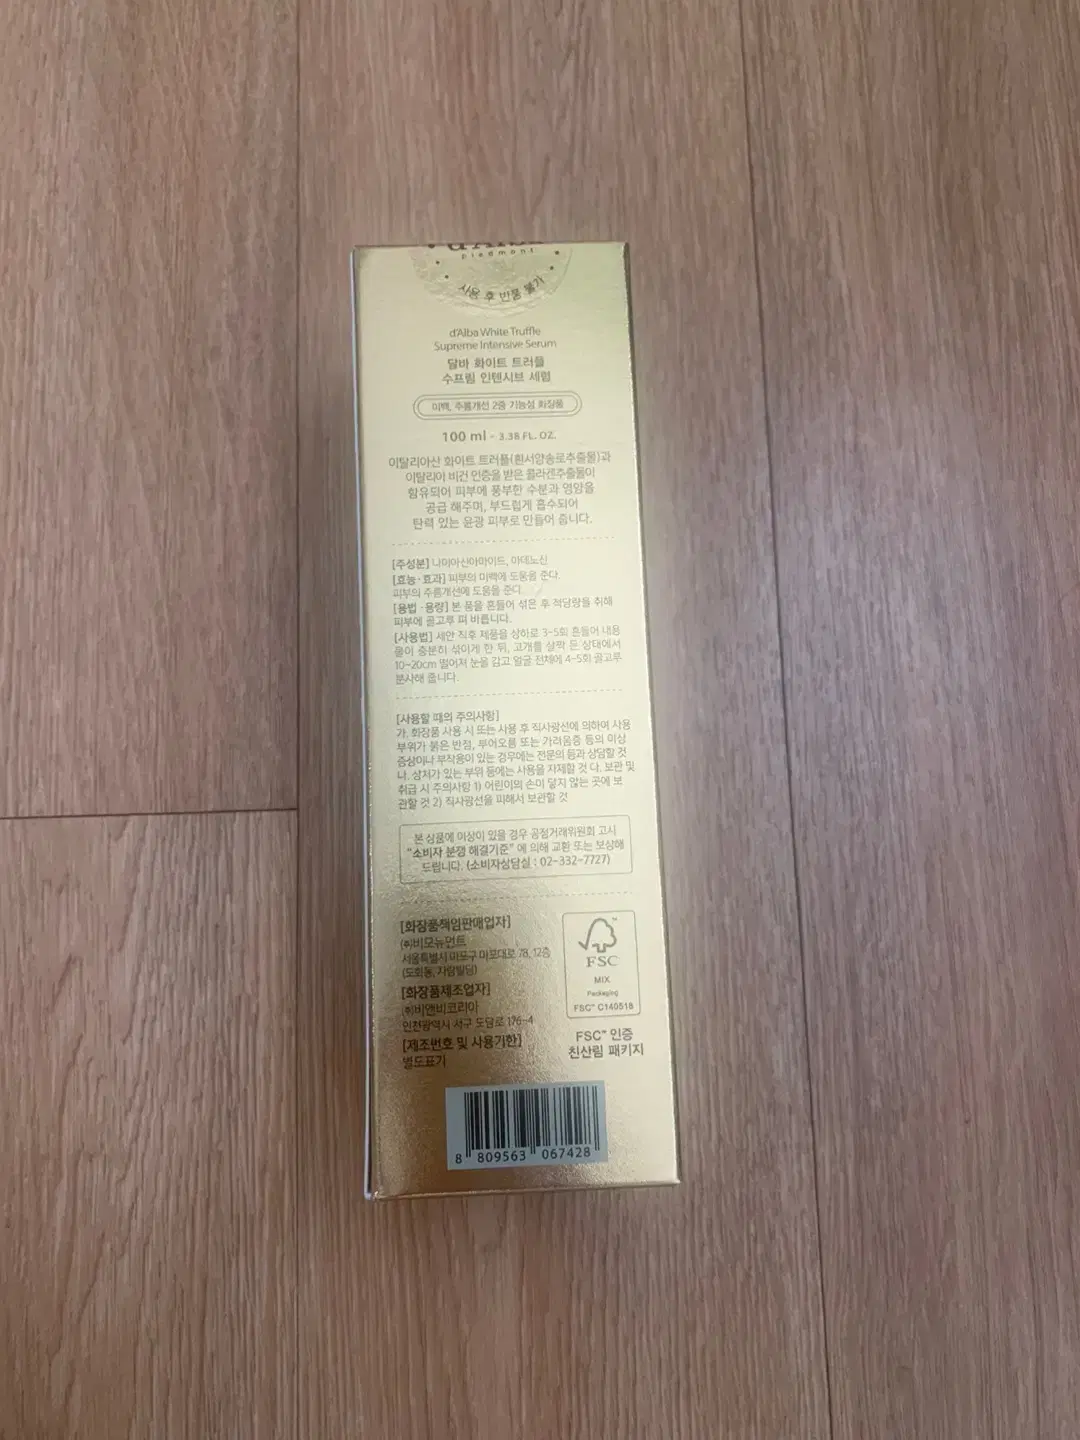 piedmont
사용 후 반품 불가
d'Alba White Truffle
Supreme Intensive Serum
달바 화이트 트러플
수프림 인텐시브 세럼
미백, 주름개선 2중 기능성 화장품
100 ml - 3.38 FL. OZ.
이탈리아산 화이트 트러플(흰서양송로추출물)과
이탈리아 비건 인증을 받은 콜라겐추출물이
함유되어 피부에 풍부한 수분과 영양을
공급 해주며, 부드럽게 흡수되어
탄력 있는 윤광 피부로 만들어 줍니다.
[주성분] 나이아신아마이드, 아데노신
[효능·효과] 피부의 미백에 도움을 준다.
피부의 주름개선에 도움을 준다.
[용법·용량] 본 품을 흔들어 섞은 후 적당량을 취해
피부에 골고루 펴 바릅니다.
[사용법] 세안 직후 제품을 상하로 3~5회 흔들어 내용
물이 충분히 섞이게 한 뒤, 고개를 살짝 든 상태에서
10~20cm 떨어져 눈을 감고 얼굴 전체에 4~5회 골고루
분사해 줍니다.
[사용할 때의 주의사항]
가. 화장품 사용 시 또는 사용 후 직사광선에 의하여 사용
부위가 붉은 반점, 부어오름 또는 가려움증 등의 이상
증상이나 부작용이 있는 경우에는 전문의 등과 상담할 것
나. 상처가 있는 부위 등에는 사용을 자제할 것 다. 보관 및
취급 시 주의사항 1) 어린이의 손이 닿지 않는 곳에 보
관할 것 2) 직사광선을 피해서 보관할 것
본 상품에 이상이 있을 경우 공정거래위원회 고시
"소비자 분쟁 해결기준" 에 의해 교환 또는 보상해
드립니다. (소비자상담실 : 02-332-7727)
[화장품책임판매업자]
㈜비모뉴먼트
서울특별시 마포구 마포대로 78, 12층
(도화동, 자람빌딩)
[화장품제조업자]
㈜비앤비코리아
인천광역시 서구 도담로 176-4
[제조번호 및 사용기한]
별도표기
FSC
MIX
Packaging
FSC™ C140518
FSC™ 인증
친산림 패키지
8 809563 067428